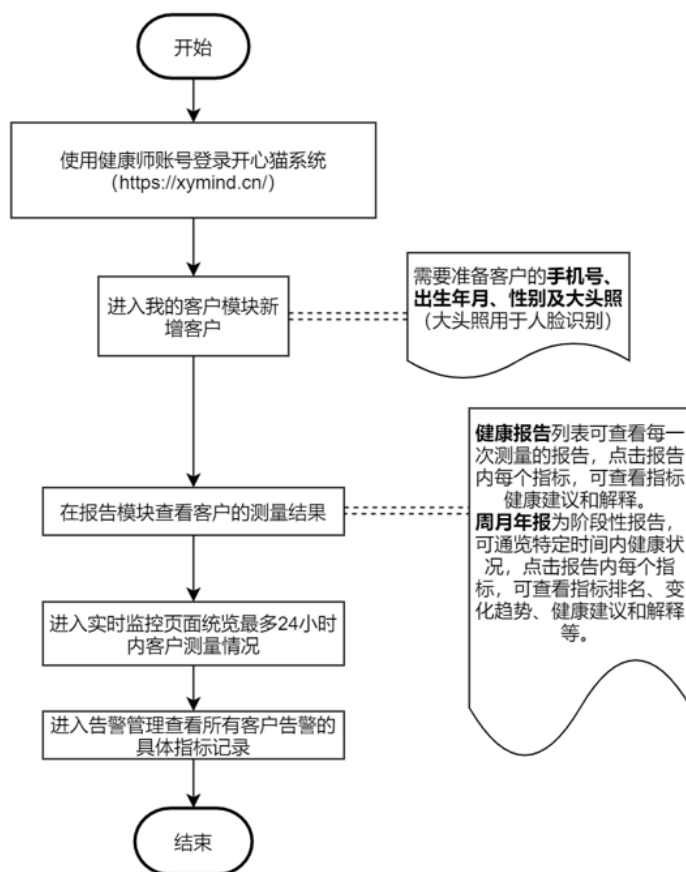 开始
使用健康师账号登录开心猫系统
（https://xymind.cn/）
进入我的客户模块新
增客户
需要准备客户的手机号、
出生年月、性别及大头照
（大头照用于人脸识别）
在报告模块查看客户的测量结果
健康报告列表可查看每一
次测量的报告，点击报告
内每个指标，可查看指标
健康建议和解释。
周月年报为阶段性报告，
可通览特定时间内健康状
况，点击报告内每个指
标，可查看指标排名、变
化趋势、健康建议和解释
等。
进入实时监控页面统览最多24小时
内客户测量情况
进入告警管理查看所有客户告警的
具体指标记录
结束